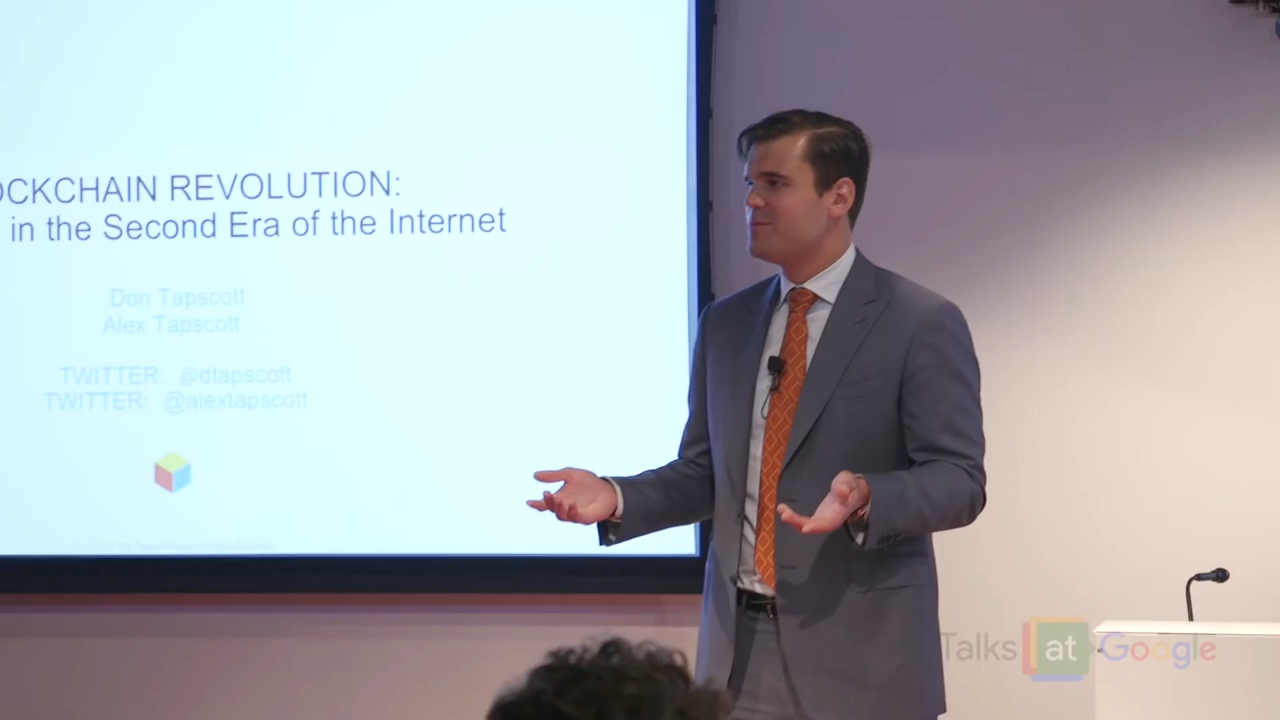 OCKCHAIN REVOLUTION:
in the Second Era of the Internet
Don Tapscott
Alex Tapscott
TWITTER: @dtapscott
TWITTER: @alextapscott
Talks at Google